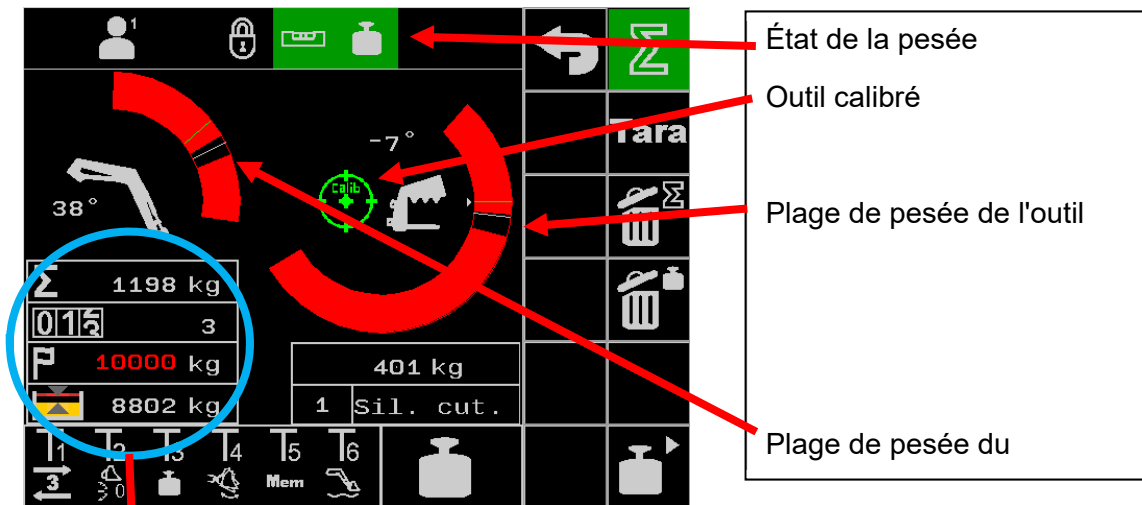 1
État de la pesée
Σ
Outil calibré
Tara
-7°
Calib
38°
Σ
Plage de pesée de l'outil
Σ 1198 kg
012 3
10000 kg
401 kg
8802 kg
1 Sil. cut.
Plage de pesée du
T1 T2 T3 T4 T5 T6
3 0 Mem